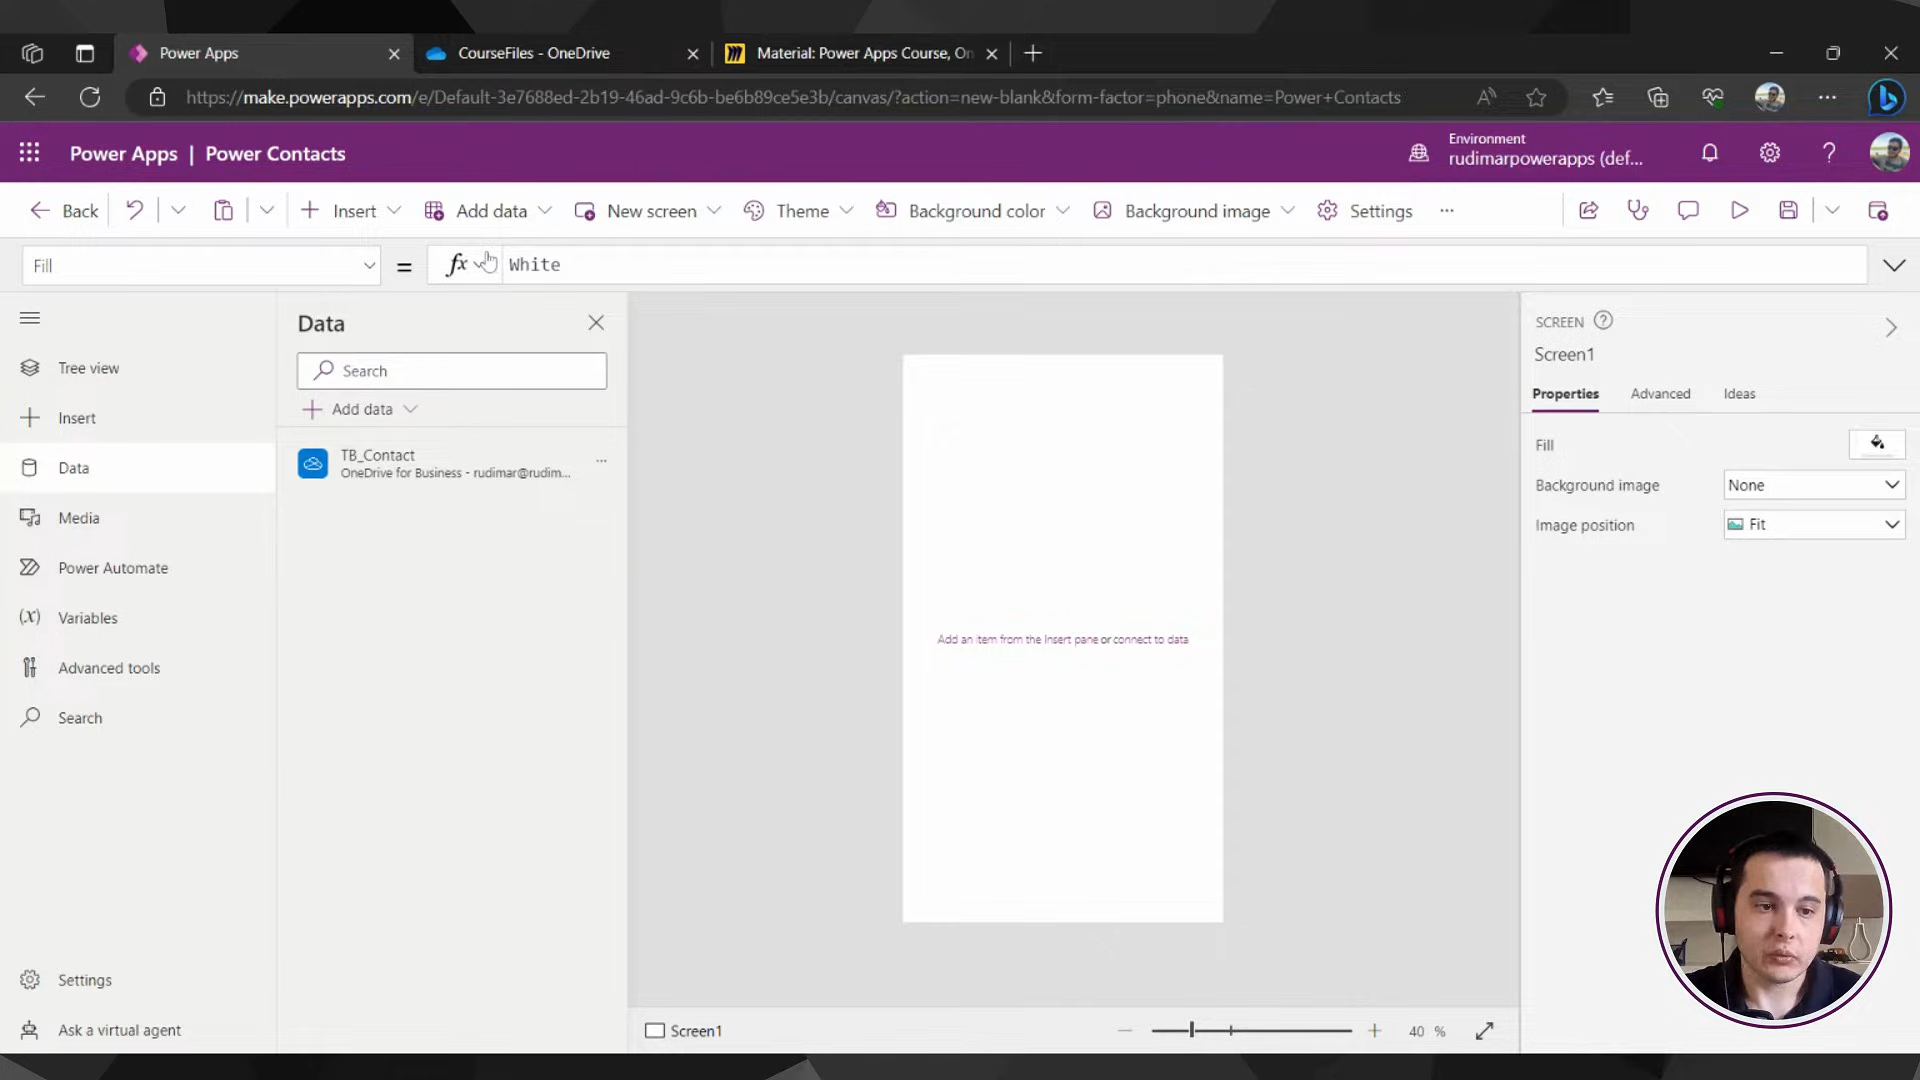 Power Apps
CourseFiles - OneDrive
Material: Power Apps Course, On
https://make.powerapps.com/e/Default-3e7688ed-2b19-46ad-9c6b-be6b89ce5e3b/canvas/?action=new-blank&form-factor=phone&name=Power+Contacts
Power Apps | Power Contacts
Environment
rudimarpowerapps (def...
Back
Insert
Add data
New screen
Theme
Background color
Background image
Settings
Fill
=
fx
White
Tree view
Insert
Data
Media
Power Automate
Variables
Advanced tools
Search
Settings
Ask a virtual agent
Data
Search
Add data
TB_Contact
OneDrive for Business - rudimar@rudim...
Add an item from the Insert pane or connect to data
Screen1
40 %
SCREEN
Screen1
Properties
Advanced
Ideas
Fill
Background image
None
Image position
Fit